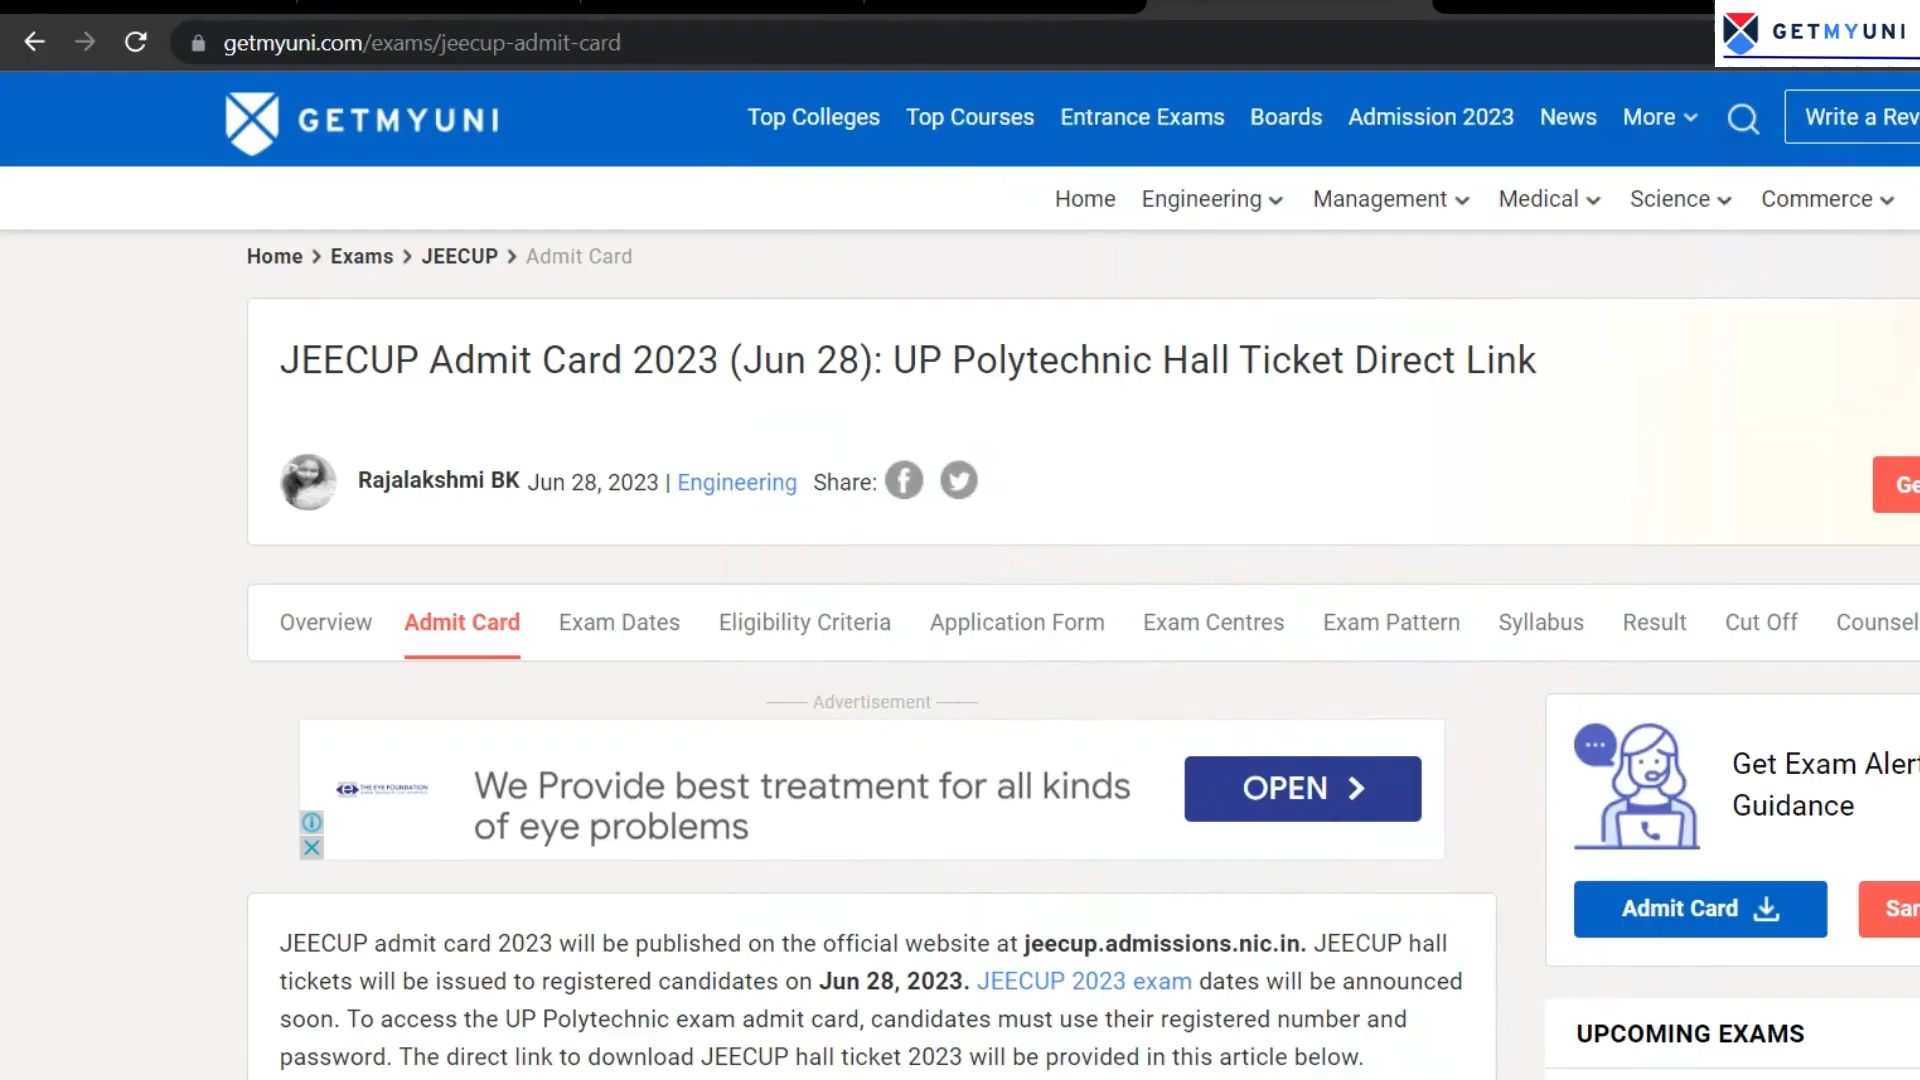 getmyuni.com/exams/jeecup-admit-card
GETMYUNI
GETMYUNI
Top Colleges Top Courses Entrance Exams Boards Admission 2023 News More Write a Rev
Home Engineering Management Medical Science Commerce
Home > Exams > JEECUP > Admit Card
JEECUP Admit Card 2023 (Jun 28): UP Polytechnic Hall Ticket Direct Link
Rajalakshmi BK Jun 28, 2023 | Engineering Share:
Ge
Overview Admit Card Exam Dates Eligibility Criteria Application Form Exam Centres Exam Pattern Syllabus Result Cut Off Counsel
Advertisement
THE EYE FOUNDATION
We Provide best treatment for all kinds
of eye problems
OPEN
Get Exam Alert
Guidance
Admit Card
Sar
JEECUP admit card 2023 will be published on the official website at jeecup.admissions.nic.in. JEECUP hall
tickets will be issued to registered candidates on Jun 28, 2023. JEECUP 2023 exam dates will be announced
soon. To access the UP Polytechnic exam admit card, candidates must use their registered number and
password. The direct link to download JEECUP hall ticket 2023 will be provided in this article below.
UPCOMING EXAMS